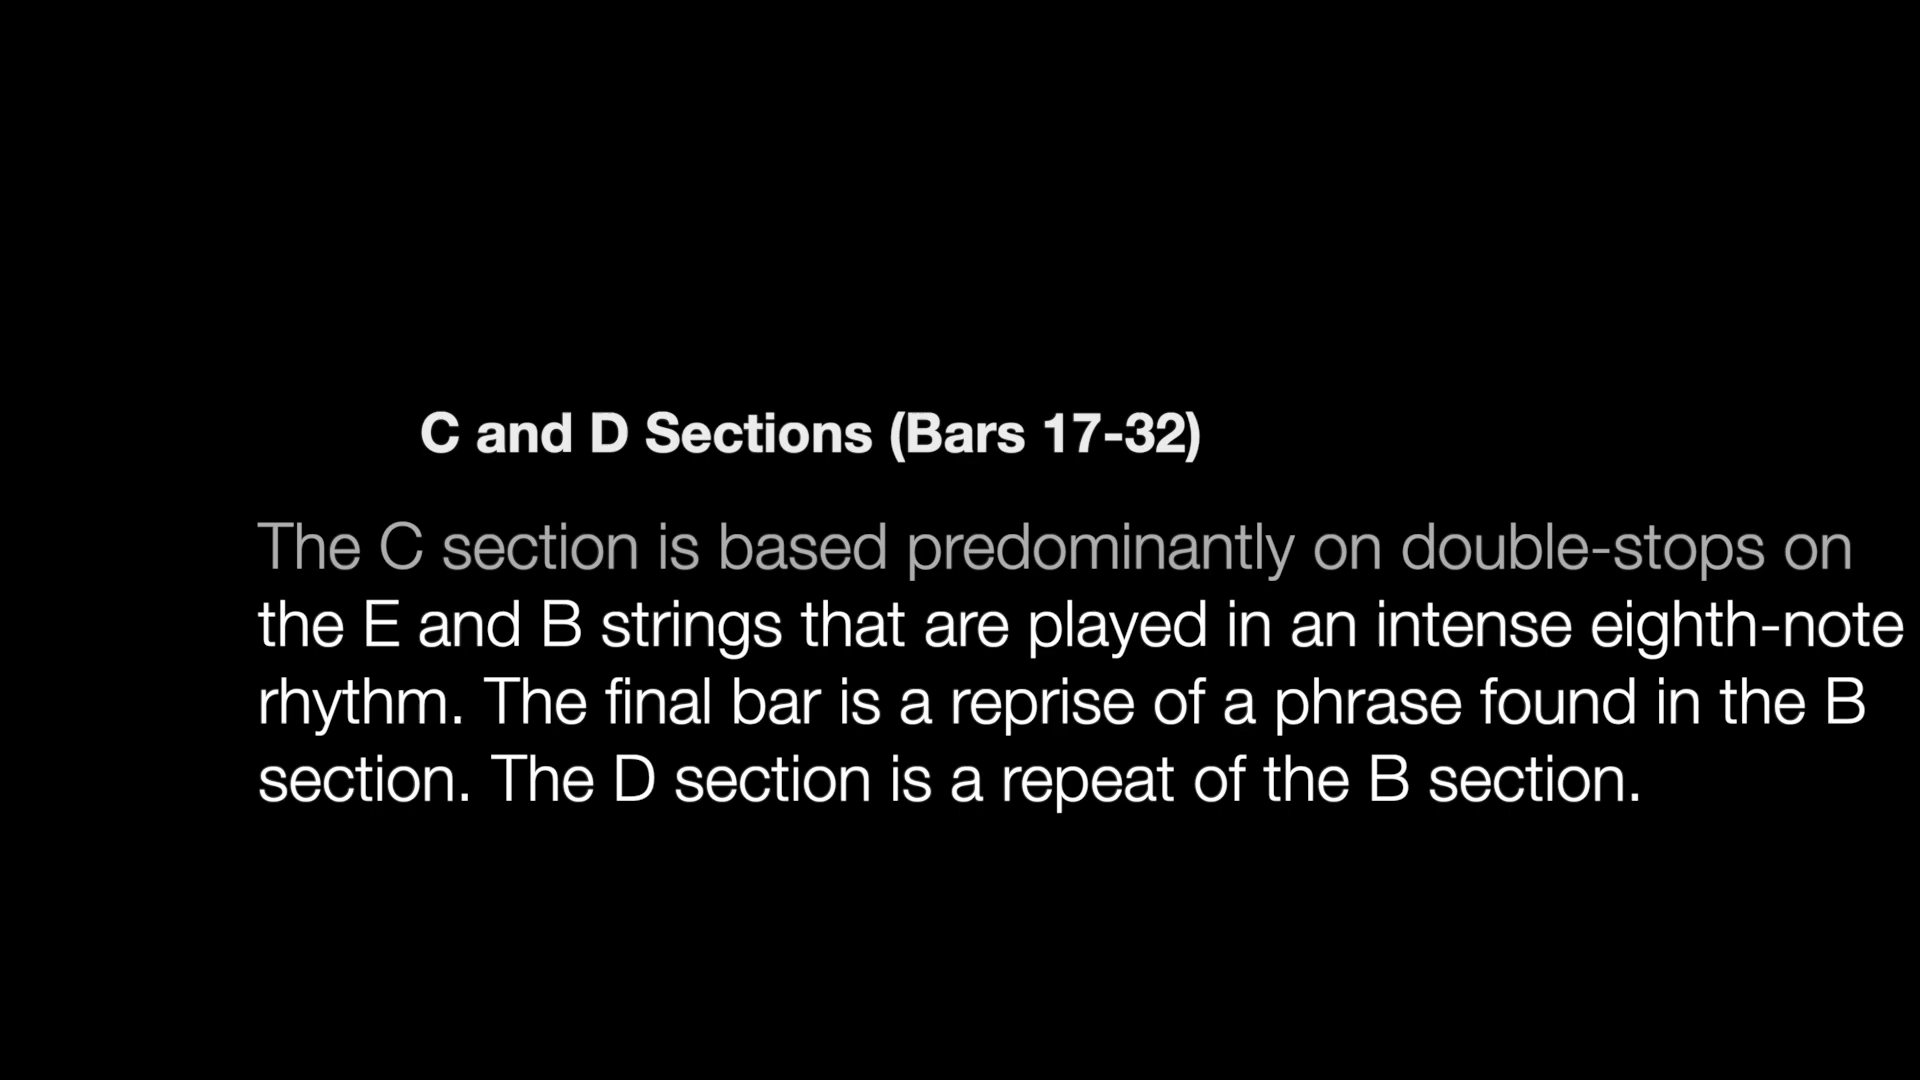 C and D Sections (Bars 17-32)
The C section is based predominantly on double-stops on
the E and B strings that are played in an intense eighth-note
rhythm. The final bar is a reprise of a phrase found in the B
section. The D section is a repeat of the B section.